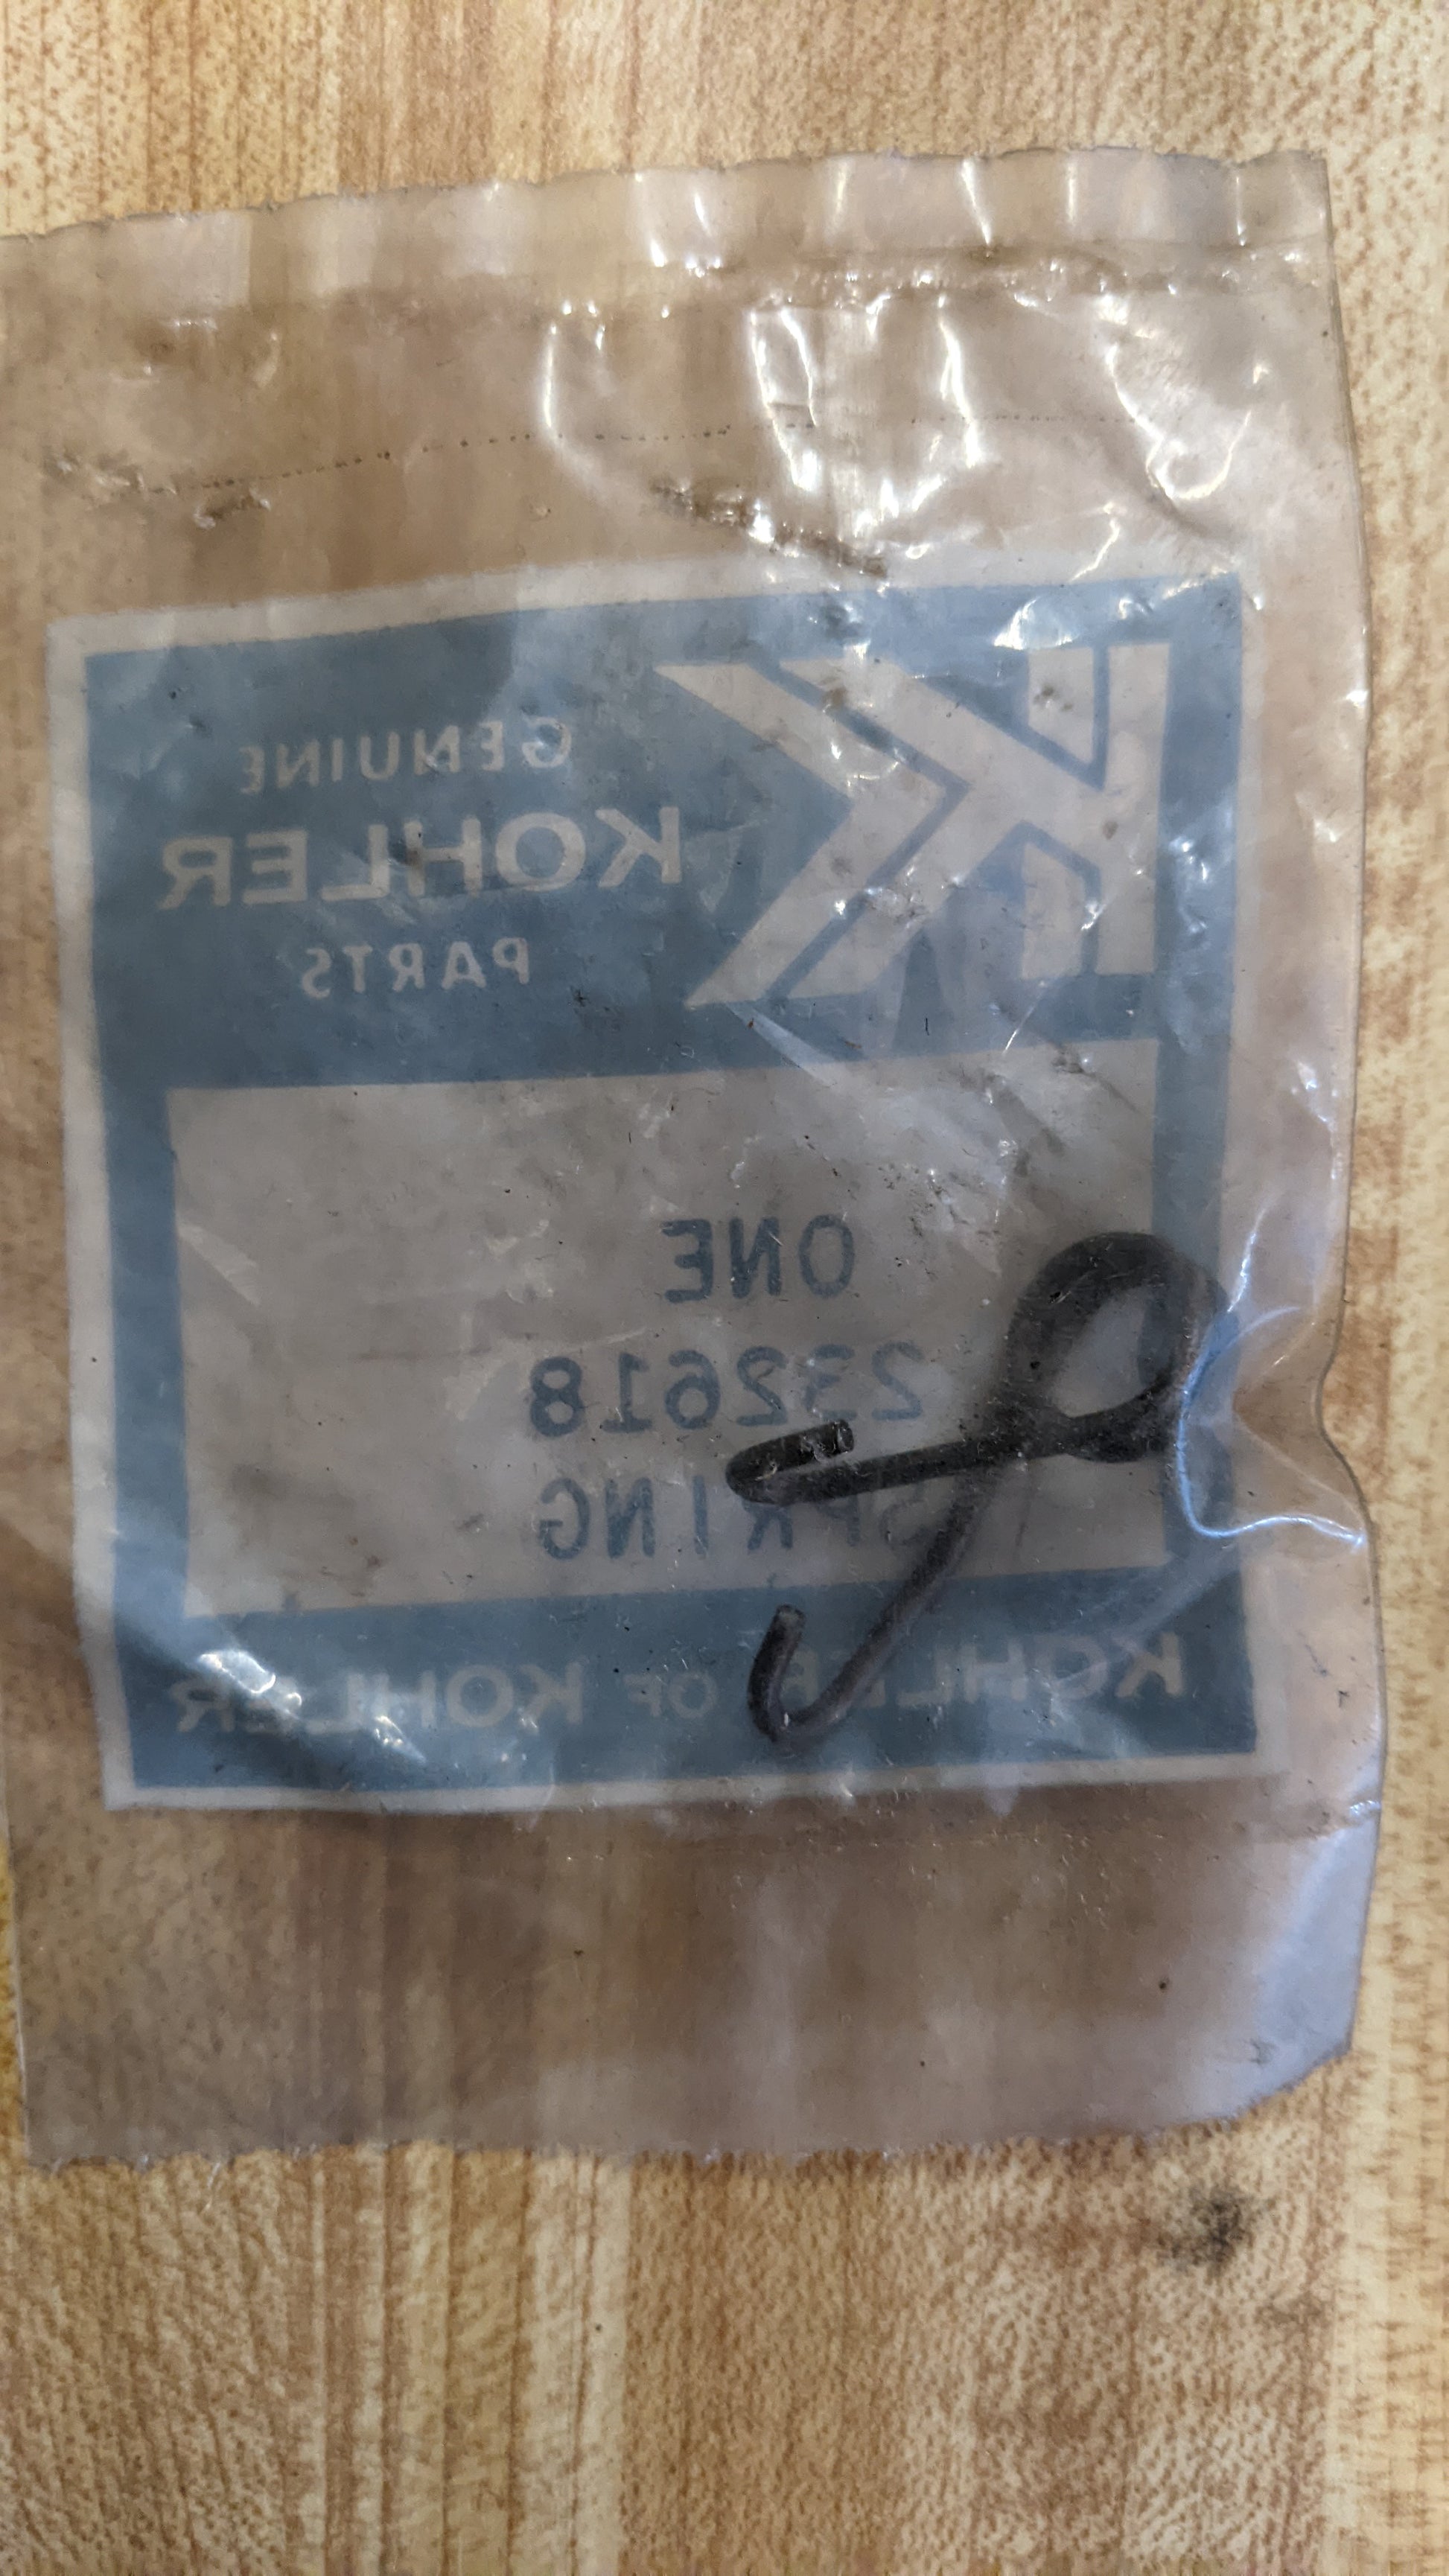 GENUINE
KOHLER
PARTS
ONE
232618
SPRING
KOHLER OF KOHLER